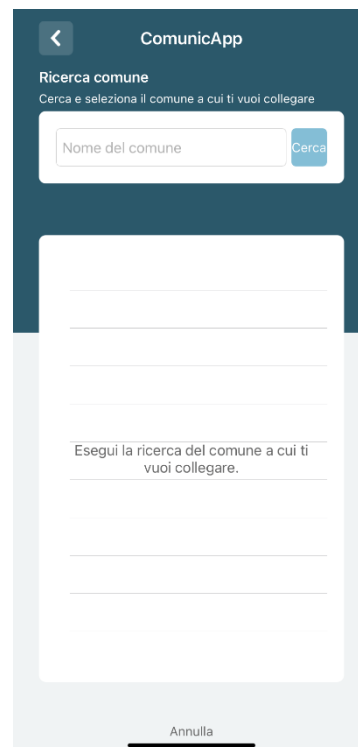 ComunicApp
Ricerca comune
Cerca e seleziona il comune a cui ti vuoi collegare
Nome del comune
Cerca
Esegui la ricerca del comune a cui ti
vuoi collegare.
Annulla